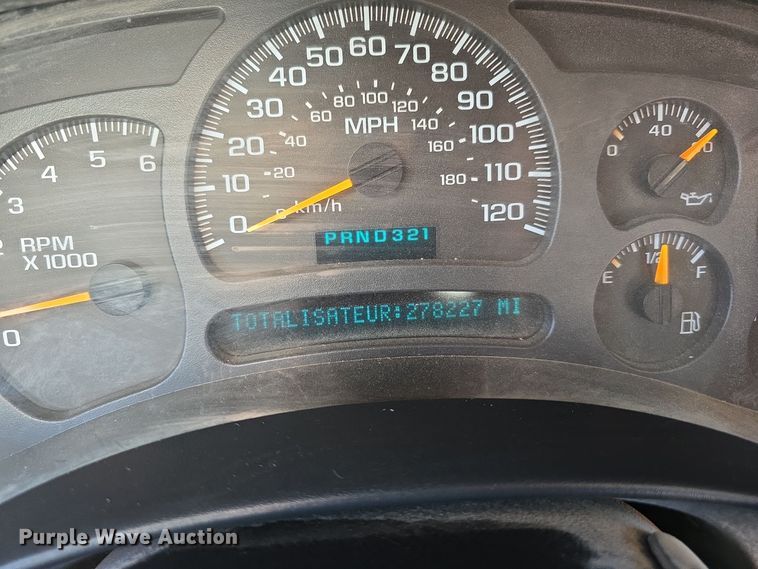 0 10 20 30 40 50 60 70 80 90 100 110 120
20 40 60 80 100 120 140 160 180
MPH
0 km/h
PRND321
TOTALISATEUR:278227 MI
0 3 4 5 6
RPM
X 1000
0 40
E 1/2 F
Purple Wave Auction